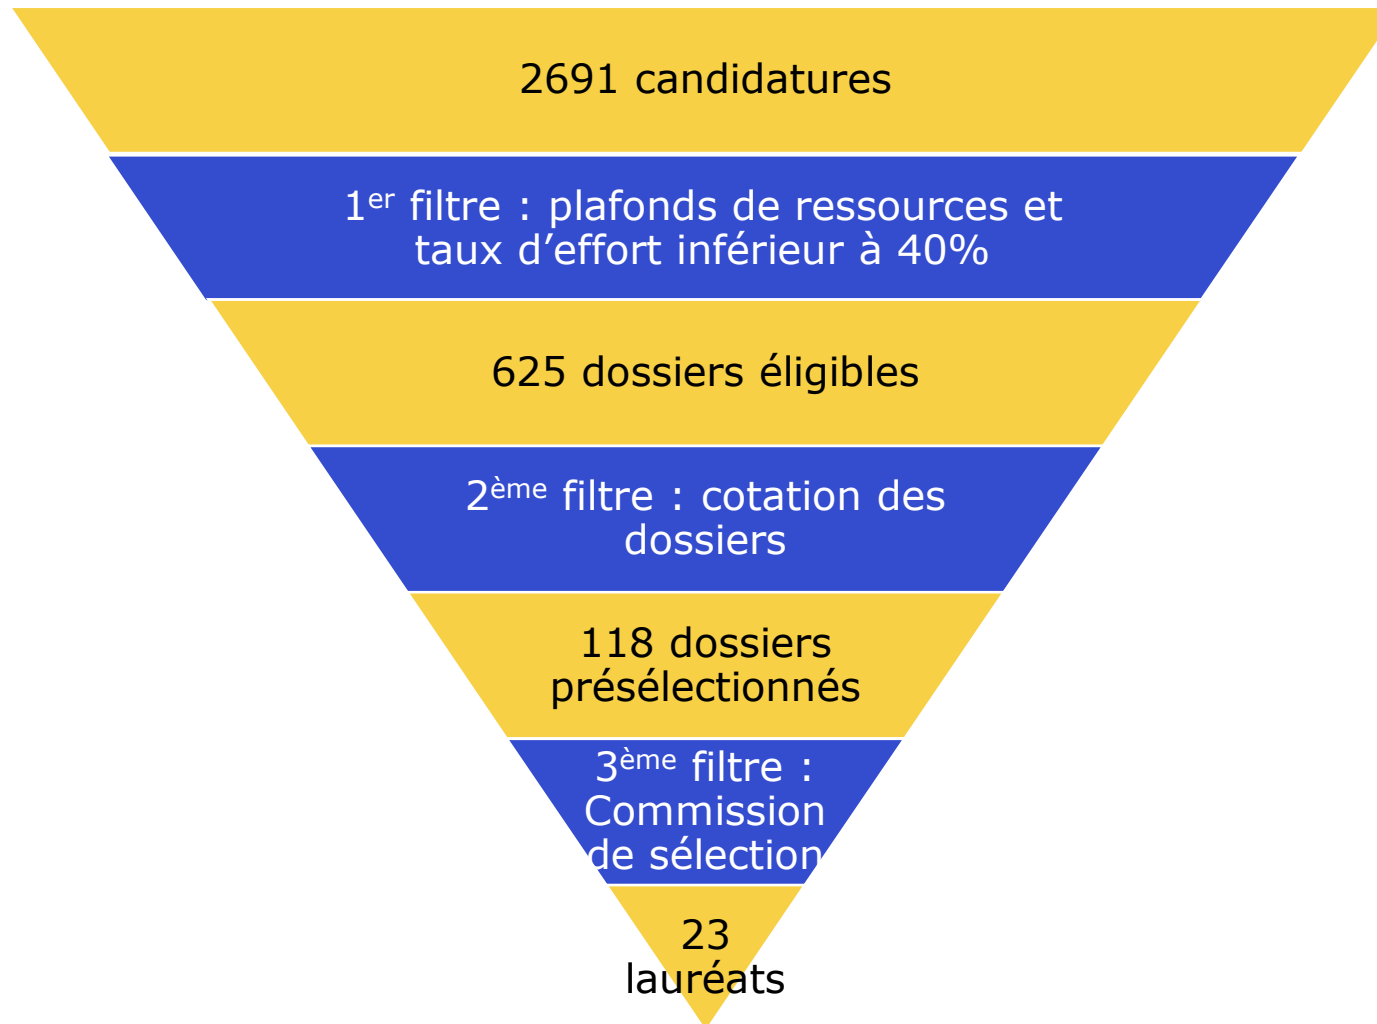 2691 candidatures
1er filtre : plafonds de ressources et
taux d’effort inférieur à 40%
625 dossiers éligibles
2ème filtre : cotation des
dossiers
118 dossiers
présélectionnés
3ème filtre :
Commission
de sélection
23
lauréats